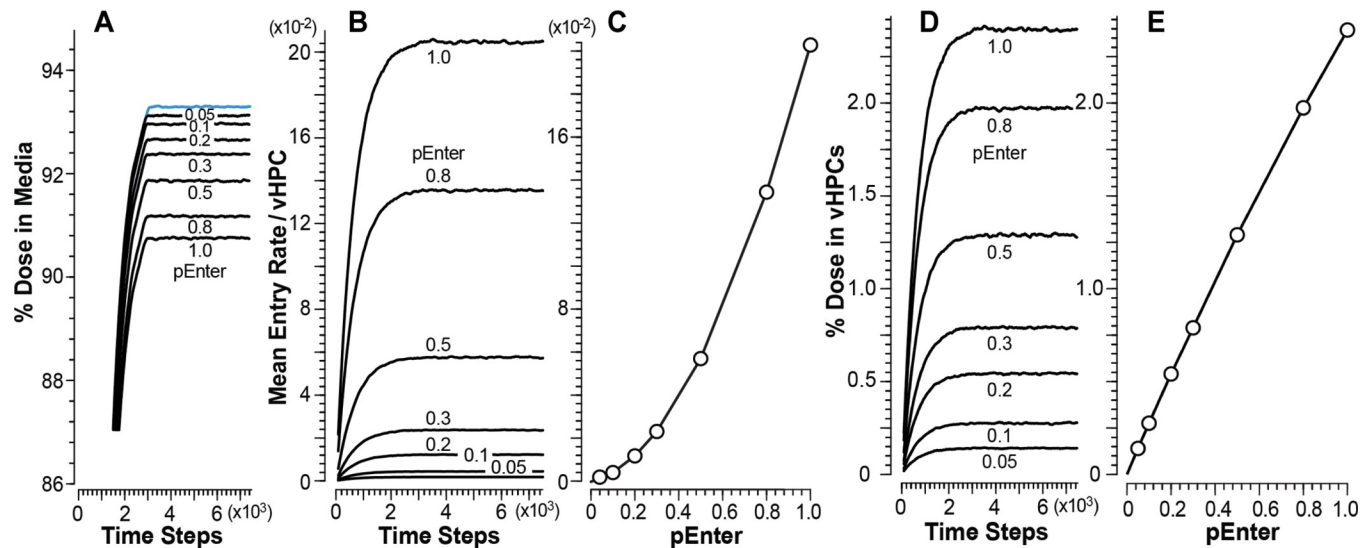 A
% Dose in Media
94
92
90
88
86
0.05
0.1
0.2
0.3
0.5
0.8
1.0
pEnter
0 2 4 6 (x10³)
Time Steps
B
(x10⁻²)
Mean Entry Rate / vHPC
20
16
12
8
4
0
1.0
pEnter
0.8
0.5
0.3
0.2
0.1
0.05
0 2 4 6 (x10³)
Time Steps
C
(x10⁻²)
16
8
0
0 0.2 0.4 0.6 0.8 1.0
pEnter
D
% Dose in vHPCs
2.0
1.5
1.0
0.5
0
1.0
0.8
pEnter
0.5
0.3
0.2
0.1
0.05
0 2 4 6 (x10³)
Time Steps
E
2.0
1.0
0
0 0.2 0.4 0.6 0.8 1.0
pEnter